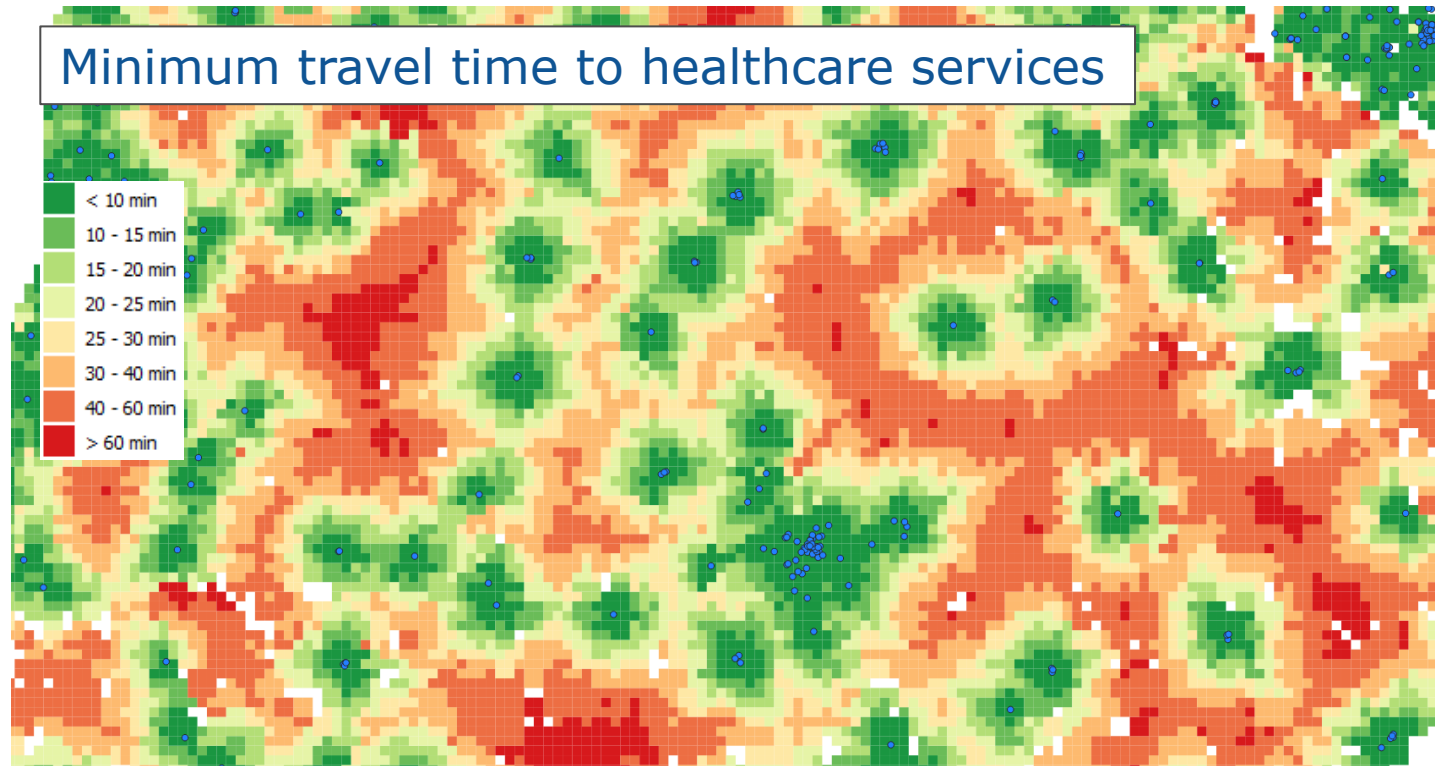 Minimum travel time to healthcare services
< 10 min
10 - 15 min
15 - 20 min
20 - 25 min
25 - 30 min
30 - 40 min
40 - 60 min
> 60 min